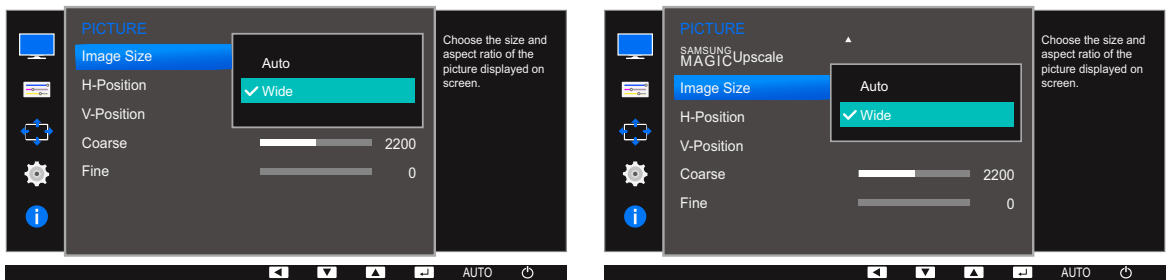 PICTURE
Image Size
Auto
Wide
H-Position
V-Position
Coarse
2200
Fine
0
Choose the size and
aspect ratio of the
picture displayed on
screen.
AUTO
PICTURE
SAMSUNG
MAGIC Upscale
Image Size
Auto
Wide
H-Position
V-Position
Coarse
2200
Fine
0
Choose the size and
aspect ratio of the
picture displayed on
screen.
AUTO